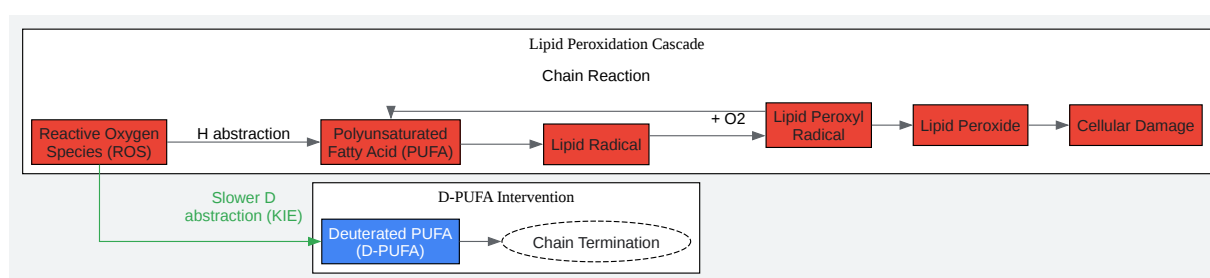 Lipid Peroxidation Cascade
Chain Reaction
Reactive Oxygen
Species (ROS)
H abstraction
Polyunsaturated
Fatty Acid (PUFA)
Lipid Radical
+ O2
Lipid Peroxyl
Radical
Lipid Peroxide
Cellular Damage
Slower D
abstraction (KIE)
D-PUFA Intervention
Deuterated PUFA
(D-PUFA)
Chain Termination